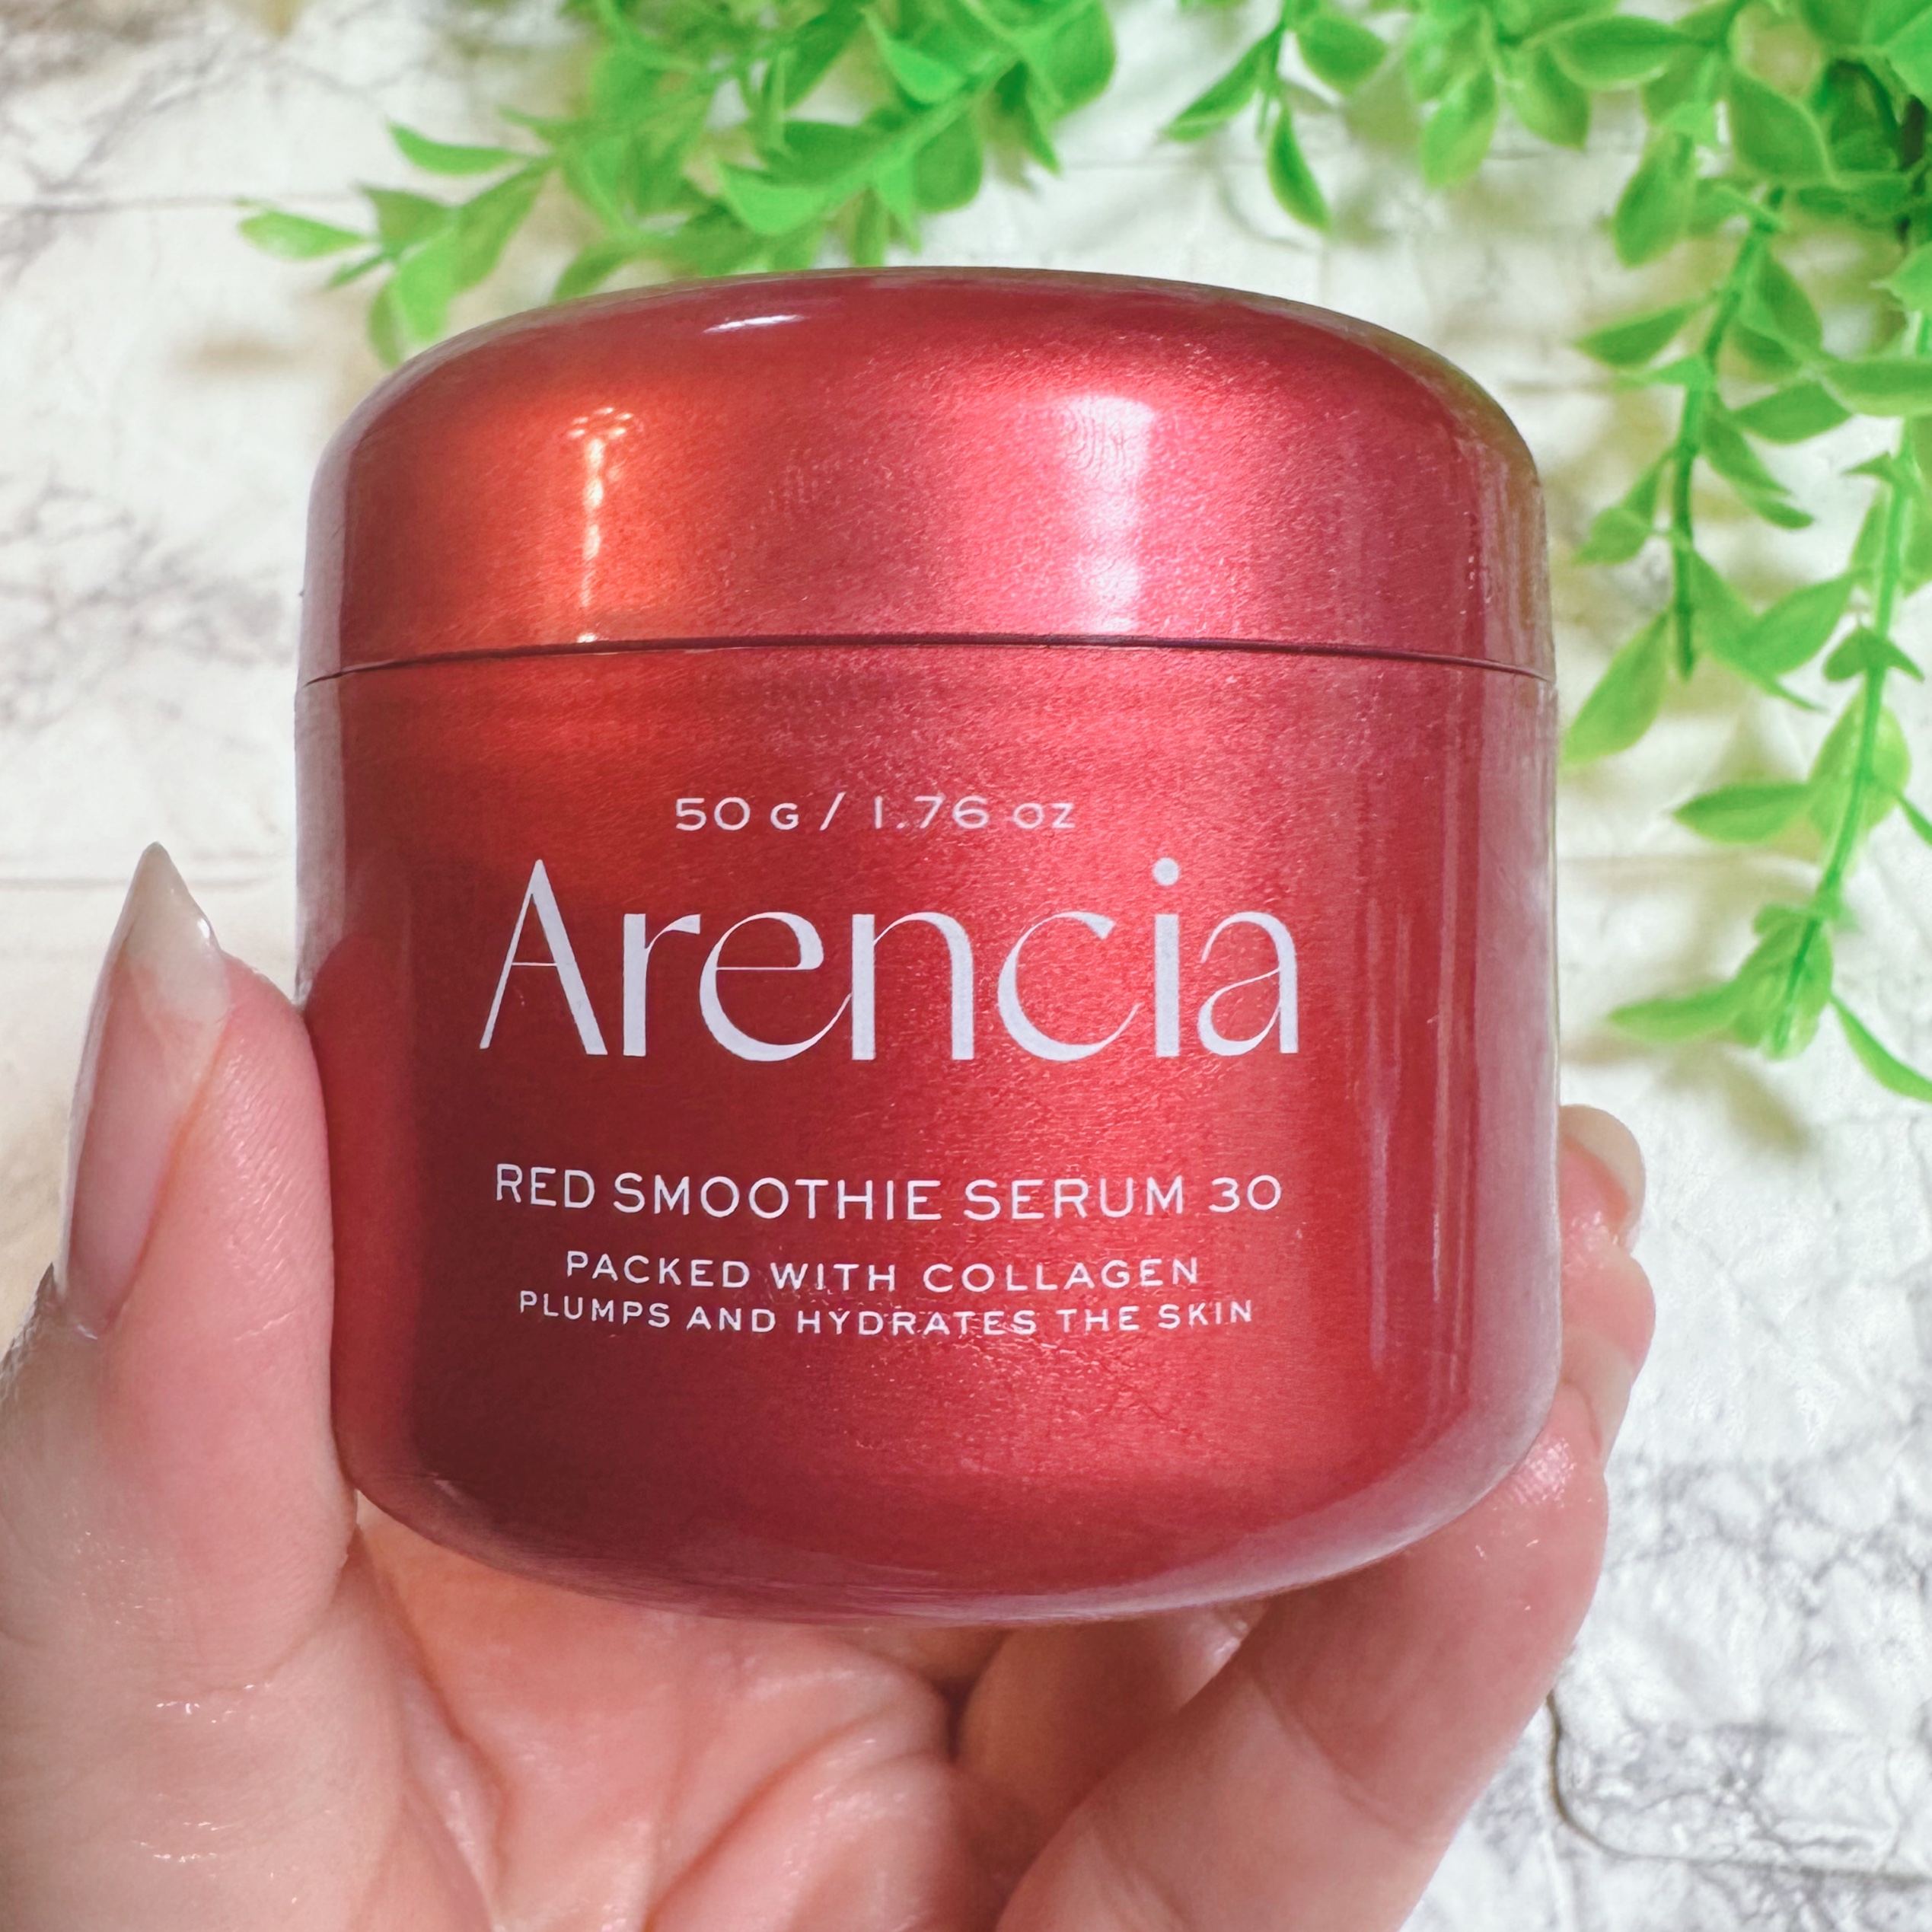 50 G / 1.76 OZ
Arencia
RED SMOOTHIE SERUM 30
PACKED WITH COLLAGEN
PLUMPS AND HYDRATES THE SKIN